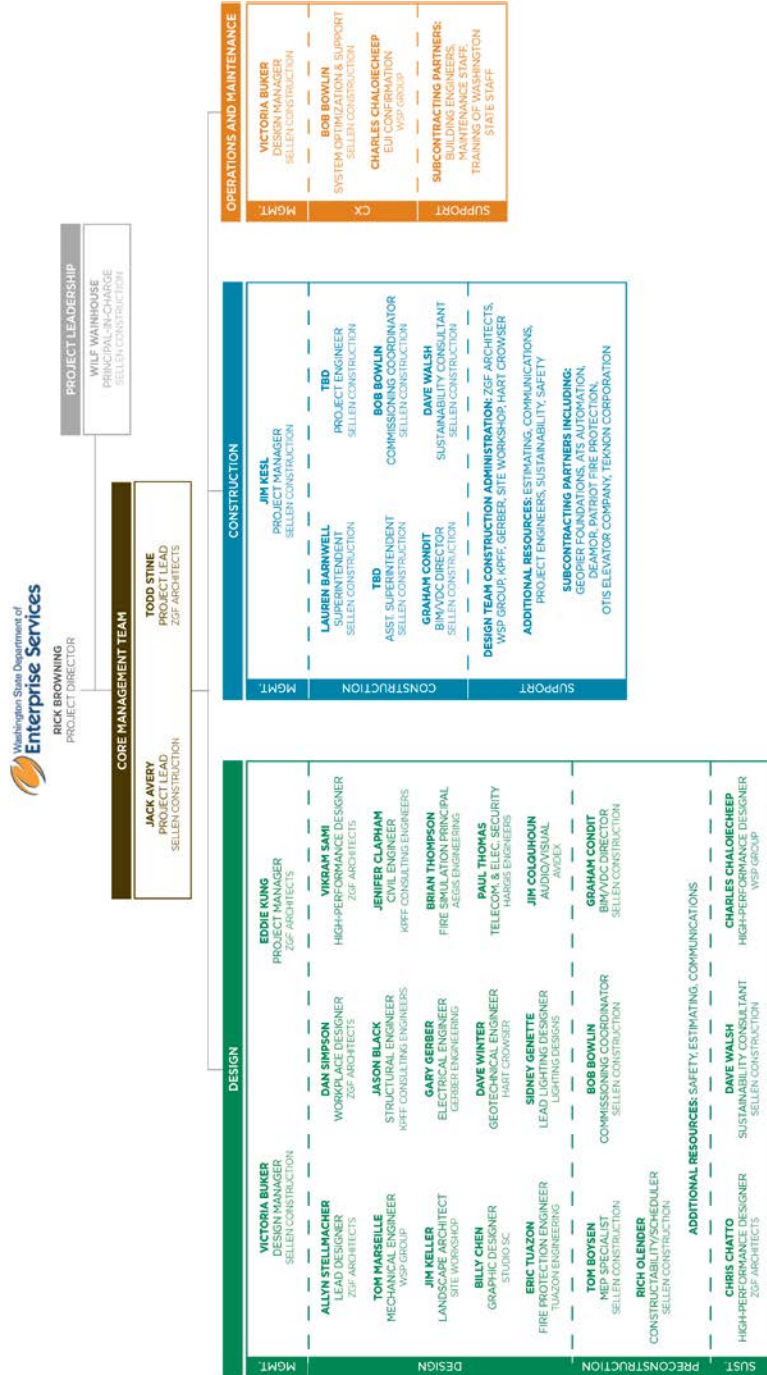 Washington State Department of
Enterprise Services
RICK BROWNING
PROJECT DIRECTOR
PROJECT LEADERSHIP
WILF WAINHOUSE
PRINCIPAL-IN-CHARGE
SELLEN CONSTRUCTION
CORE MANAGEMENT TEAM
JACK AVERY
PROJECT LEAD
SELLEN CONSTRUCTION
TODD STINE
PROJECT LEAD
ZGF ARCHITECTS
DESIGN
MGMT.
VICTORIA BUKER
DESIGN MANAGER
SELLEN CONSTRUCTION
EDDIE KUNG
PROJECT MANAGER
ZGF ARCHITECTS
DESIGN
ALLYN STELLMACHER
LEAD DESIGNER
ZGF ARCHITECTS
DAN SIMPSON
WORKPLACE DESIGNER
ZGF ARCHITECTS
VIKRAM SAMI
HIGH-PERFORMANCE DESIGNER
ZGF ARCHITECTS
TOM MARSEILLE
MECHANICAL ENGINEER
WSP GROUP
JASON BLACK
STRUCTURAL ENGINEER
KPFF CONSULTING ENGINEERS
JENIFER CLAPHAM
CIVIL ENGINEER
KPFF CONSULTING ENGINEERS
JIM KELLER
LANDSCAPE ARCHITECT
SITE WORKSHOP
GARY GERBER
ELECTRICAL ENGINEER
GERBER ENGINEERING
BRIAN THOMPSON
FIRE SIMULATION PRINCIPAL
AEGIS ENGINEERING
BILLY CHEN
GRAPHIC DESIGNER
STUDIO SC
DAVE WINTER
GEOTECHNICAL ENGINEER
HART CROWSER
PAUL THOMAS
TELECOM. & ELEC. SECURITY
HARGIS ENGINEERS
ERIC TUAZON
FIRE PROTECTION ENGINEER
TUAZON ENGINEERING
SIDNEY GENETTE
LEAD LIGHTING DESIGNER
LIGHTING DESIGNS
JIM COLQUHOUN
AUDIO/VISUAL
AVIDEX
PRECONSTRUCTION
TOM BOYSEN
MEP SPECIALIST
SELLEN CONSTRUCTION
BOB BOWLIN
COMMISSIONING COORDINATOR
SELLEN CONSTRUCTION
GRAHAM CONDIT
BIM/VDC DIRECTOR
SELLEN CONSTRUCTION
RICH OLENDER
CONSTRUCTABILITY/SCHEDULER
SELLEN CONSTRUCTION
ADDITIONAL RESOURCES: SAFETY, ESTIMATING, COMMUNICATIONS
SUST.
CHRIS CHATTO
HIGH-PERFORMANCE DESIGNER
ZGF ARCHITECTS
DAVE WALSH
SUSTAINABILITY CONSULTANT
SELLEN CONSTRUCTION
CHARLES CHALOIECHEEP
HIGH-PERFORMANCE DESIGNER
WSP GROUP
CONSTRUCTION
MGMT.
JIM KESL
PROJECT MANAGER
SELLEN CONSTRUCTION
CONSTRUCTION
LAUREN BARNWELL
SUPERINTENDENT
SELLEN CONSTRUCTION
TBD
PROJECT ENGINEER
SELLEN CONSTRUCTION
TBD
ASST. SUPERINTENDENT
SELLEN CONSTRUCTION
BOB BOWLIN
COMMISSIONING COORDINATOR
SELLEN CONSTRUCTION
GRAHAM CONDIT
BIM/VDC DIRECTOR
SELLEN CONSTRUCTION
DAVE WALSH
SUSTAINABILITY CONSULTANT
SELLEN CONSTRUCTION
SUPPORT
DESIGN TEAM CONSTRUCTION ADMINISTRATION: ZGF ARCHITECTS,
WSP GROUP, KPFF, GERBER, SITE WORKSHOP, HART CROWSER
ADDITIONAL RESOURCES: ESTIMATING, COMMUNICATIONS,
PROJECT ENGINEERS, SUSTAINABILITY, SAFETY
SUBCONTRACTING PARTNERS INCLUDING:
GEOPIER FOUNDATIONS, ATS AUTOMATION,
DEAMOR, PATRIOT FIRE PROTECTION,
OTIS ELEVATOR COMPANY, TEKNON CORPORATION
OPERATIONS AND MAINTENANCE
MGMT.
VICTORIA BUKER
DESIGN MANAGER
SELLEN CONSTRUCTION
CX
BOB BOWLIN
SYSTEM OPTIMIZATION & SUPPORT
SELLEN CONSTRUCTION
CHARLES CHALOIECHEEP
EUI CONFIRMATION
WSP GROUP
SUPPORT
SUBCONTRACTING PARTNERS:
BUILDING ENGINEERS,
MAINTENANCE STAFF,
TRAINING OF WASHINGTON
STATE STAFF